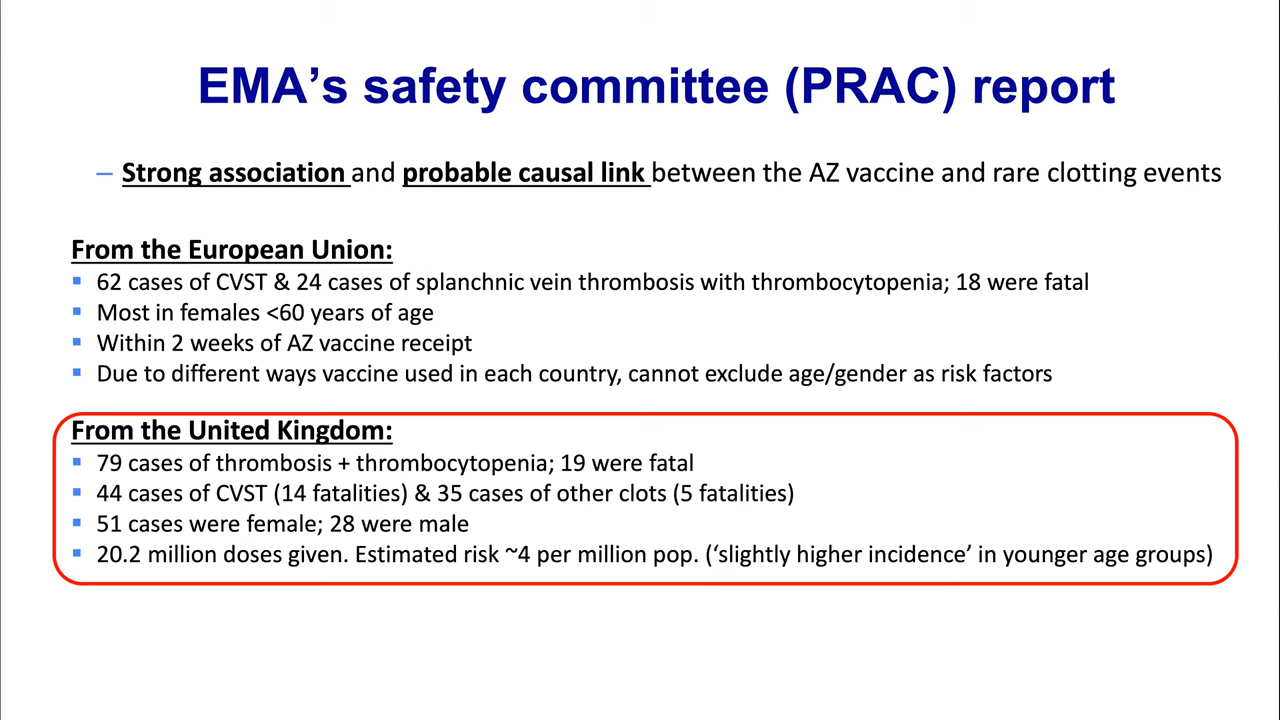 EMA’s safety committee (PRAC) report
– Strong association and probable causal link between the AZ vaccine and rare clotting events
From the European Union:
▪ 62 cases of CVST & 24 cases of splanchnic vein thrombosis with thrombocytopenia; 18 were fatal
▪ Most in females <60 years of age
▪ Within 2 weeks of AZ vaccine receipt
▪ Due to different ways vaccine used in each country, cannot exclude age/gender as risk factors
From the United Kingdom:
▪ 79 cases of thrombosis + thrombocytopenia; 19 were fatal
▪ 44 cases of CVST (14 fatalities) & 35 cases of other clots (5 fatalities)
▪ 51 cases were female; 28 were male
▪ 20.2 million doses given. Estimated risk ~4 per million pop. (‘slightly higher incidence’ in younger age groups)